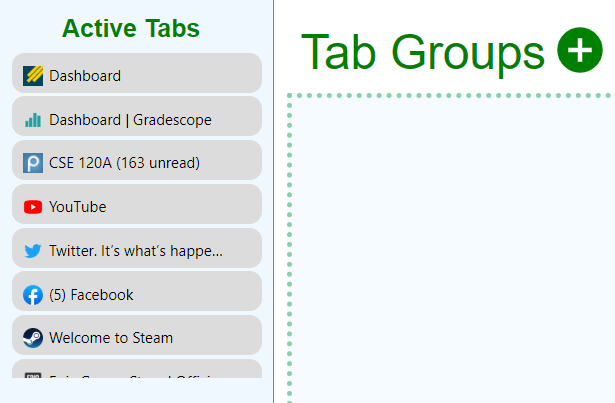 Active Tabs
Tab Groups
Dashboard
Dashboard | Gradescope
CSE 120A (163 unread)
YouTube
Twitter. It’s what’s happe...
(5) Facebook
Welcome to Steam